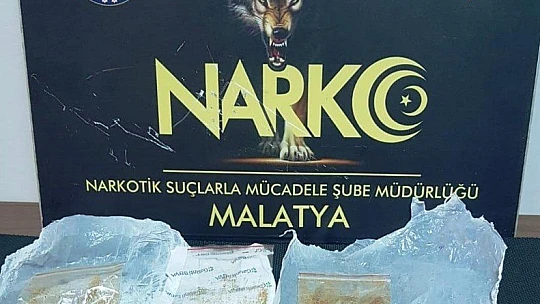 NARKO
NARKOTİK SUÇLARLA MÜCADELE ŞUBE MÜDÜRLÜĞÜ
MALATYA